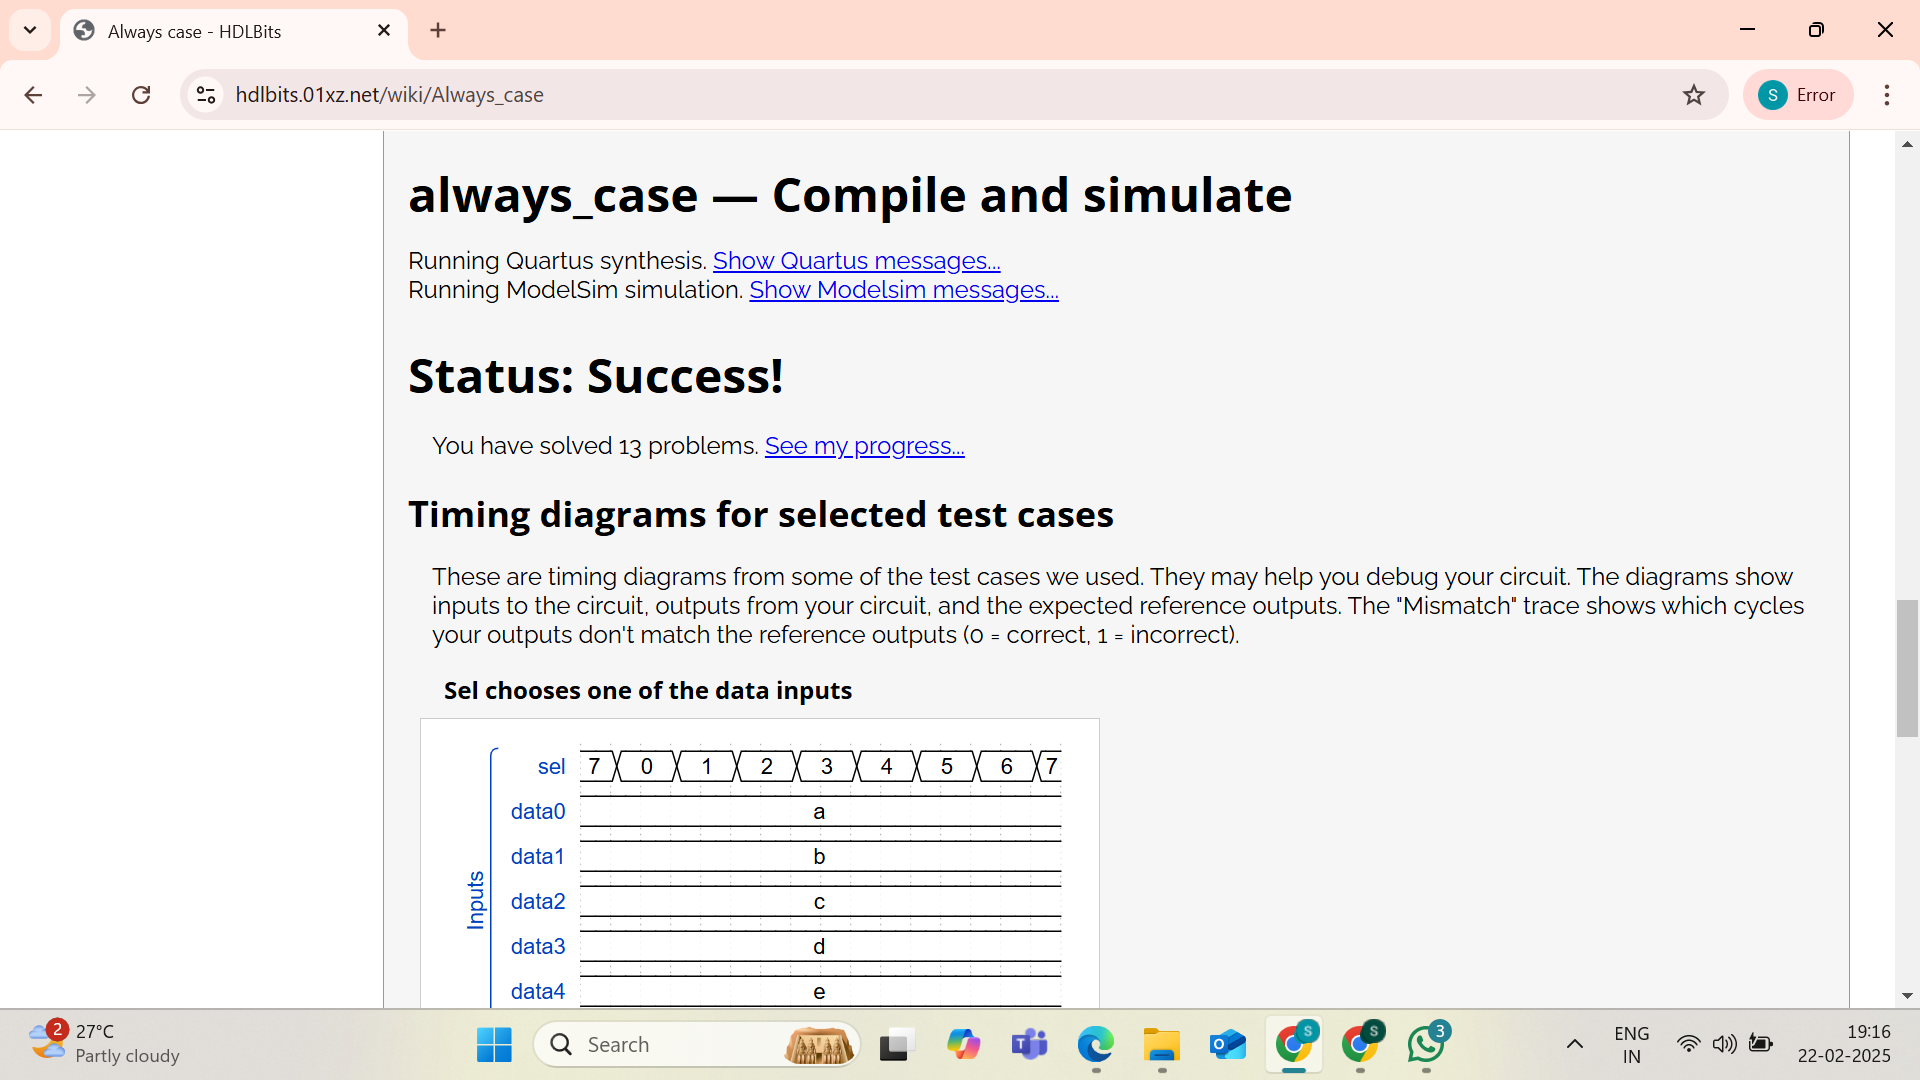 Always case - HDLBits
hdlbits.01xz.net/wiki/Always_case
S Error
always_case — Compile and simulate
Running Quartus synthesis. Show Quartus messages...
Running ModelSim simulation. Show Modelsim messages...
Status: Success!
You have solved 13 problems. See my progress...
Timing diagrams for selected test cases
These are timing diagrams from some of the test cases we used. They may help you debug your circuit. The diagrams show
inputs to the circuit, outputs from your circuit, and the expected reference outputs. The "Mismatch" trace shows which cycles
your outputs don't match the reference outputs (0 = correct, 1 = incorrect).
Sel chooses one of the data inputs
Inputs
sel 7 0 1 2 3 4 5 6 7
data0 a
data1 b
data2 c
data3 d
data4 e
2 27°C
Partly cloudy
Search
T
O
S
S
3
ENG
IN
19:16
22-02-2025